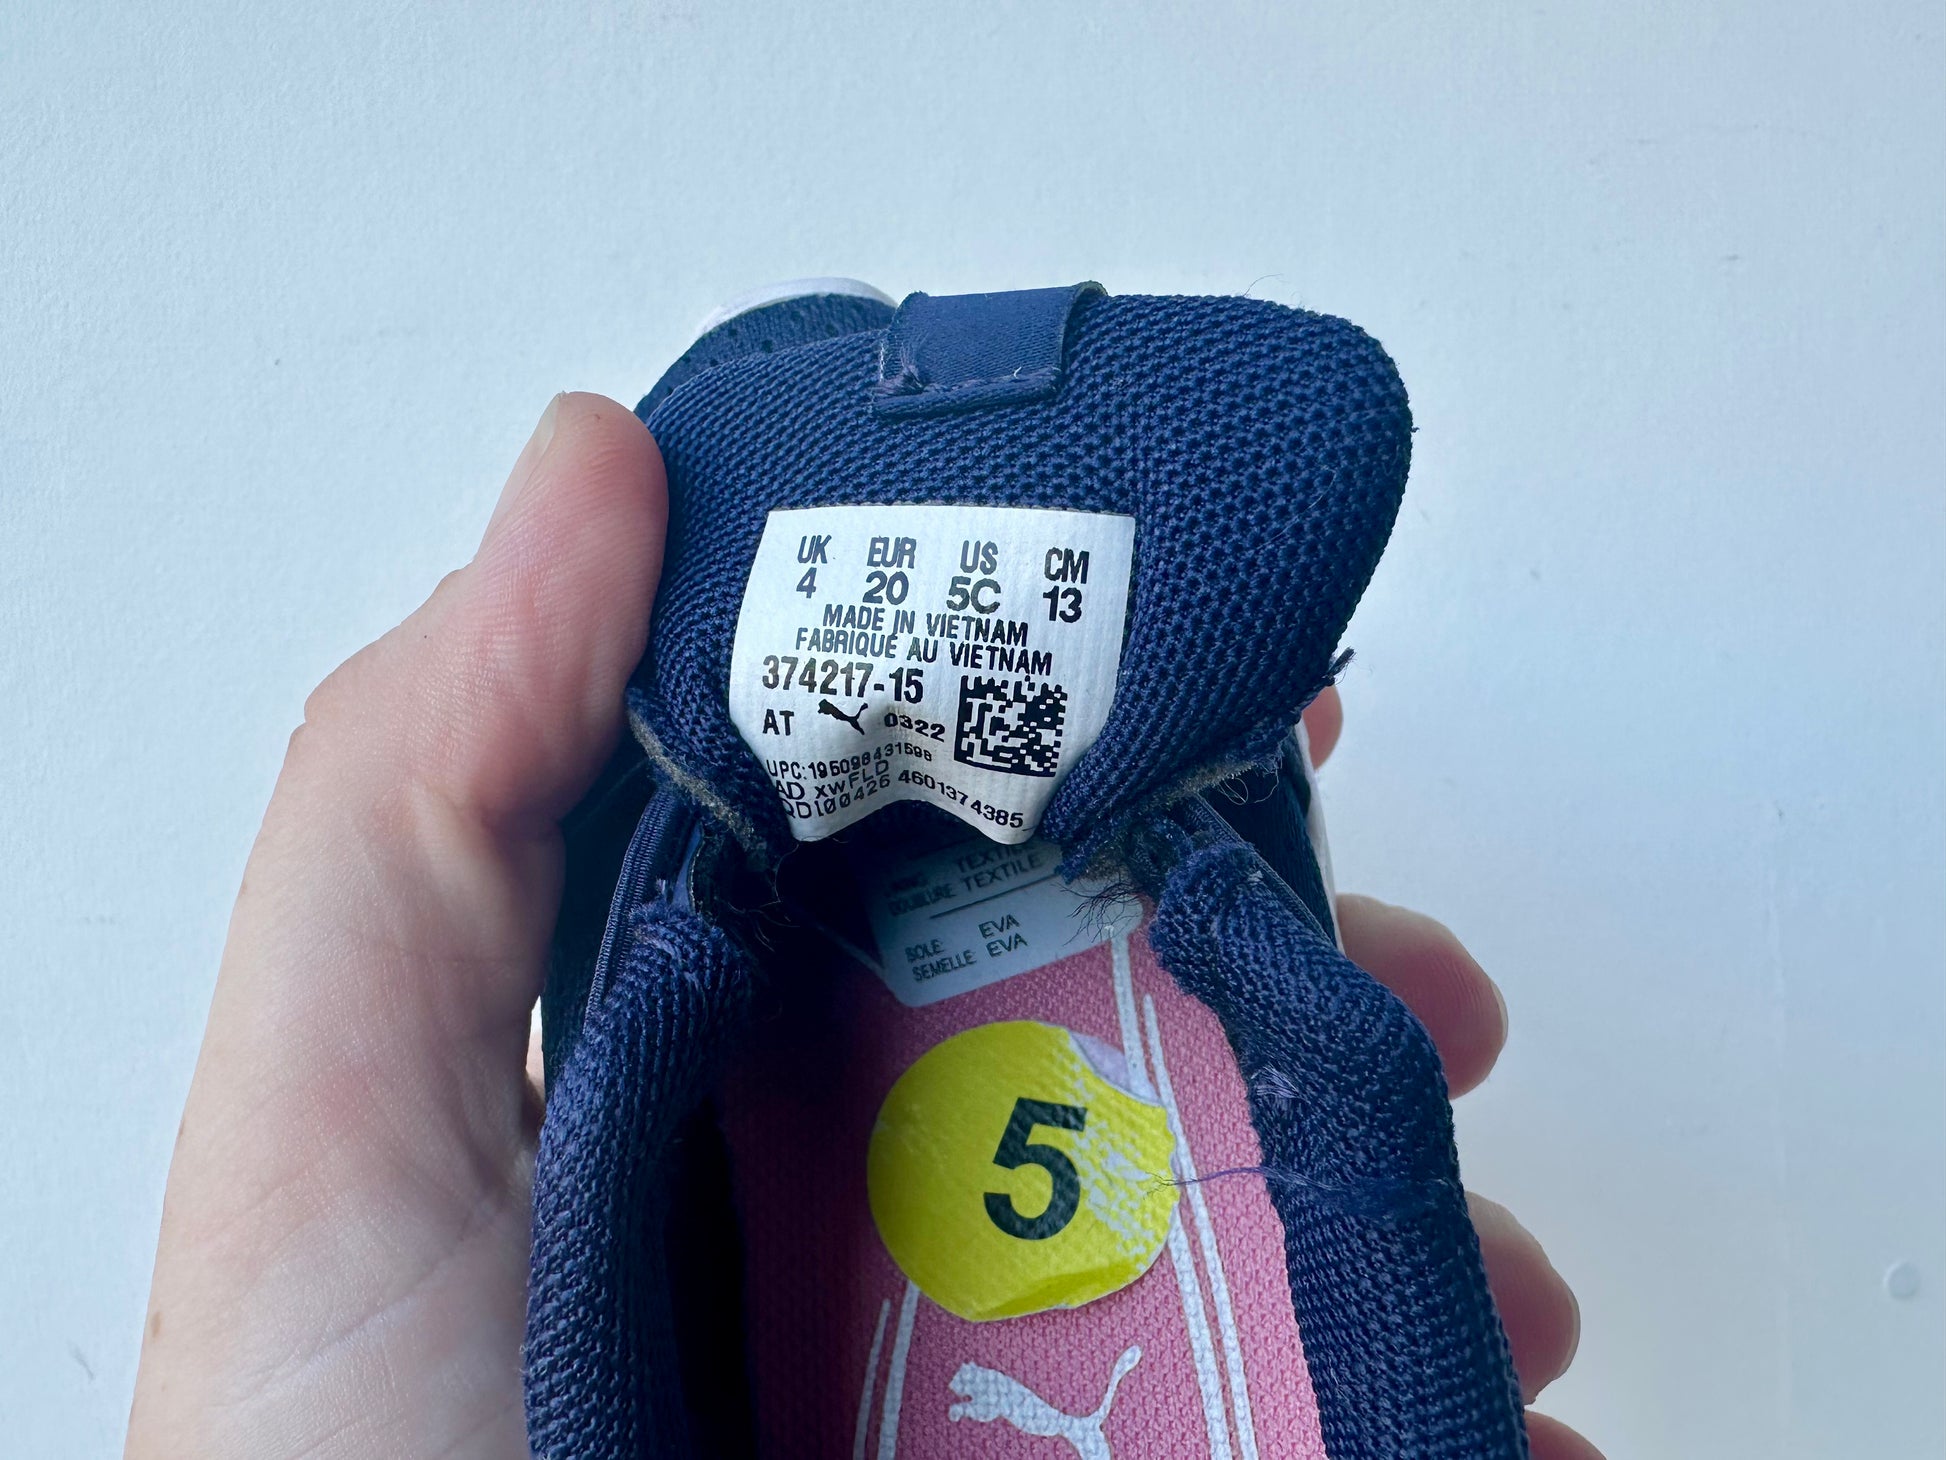 UK EUR US CM
4 20 5C 13
MADE IN VIETNAM
FABRIQUE AU VIETNAM
374217-15
AT 0322
UPC:195098431598
AD XWFLD
QD100426 4601374385
TEXTILE
DOUBLURE TEXTILE
SOLE: EVA
SEMELLE EVA
5